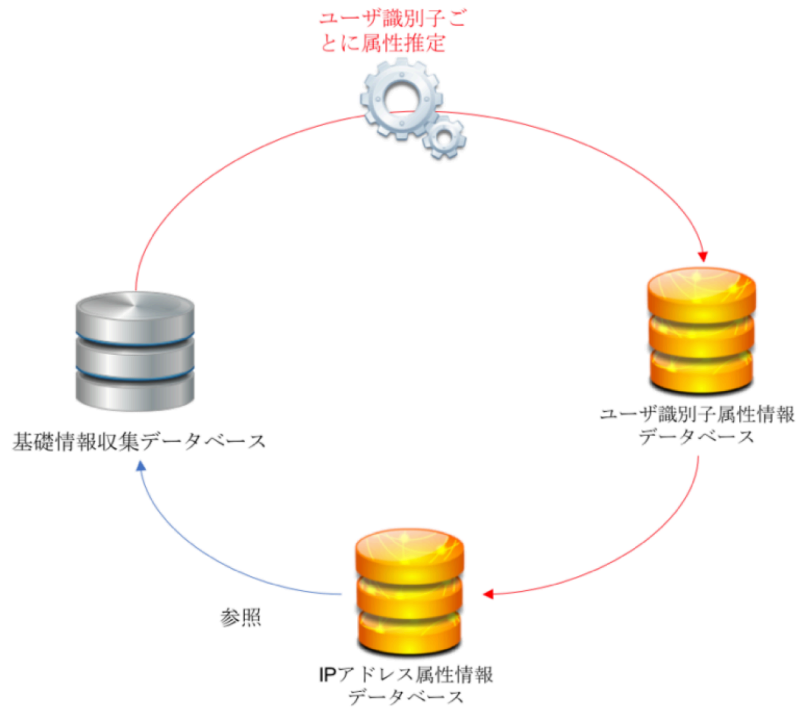 ユーザ識別子ご
とに属性推定
基礎情報収集データベース
ユーザ識別子属性情報
データベース
参照
IPアドレス属性情報
データベース